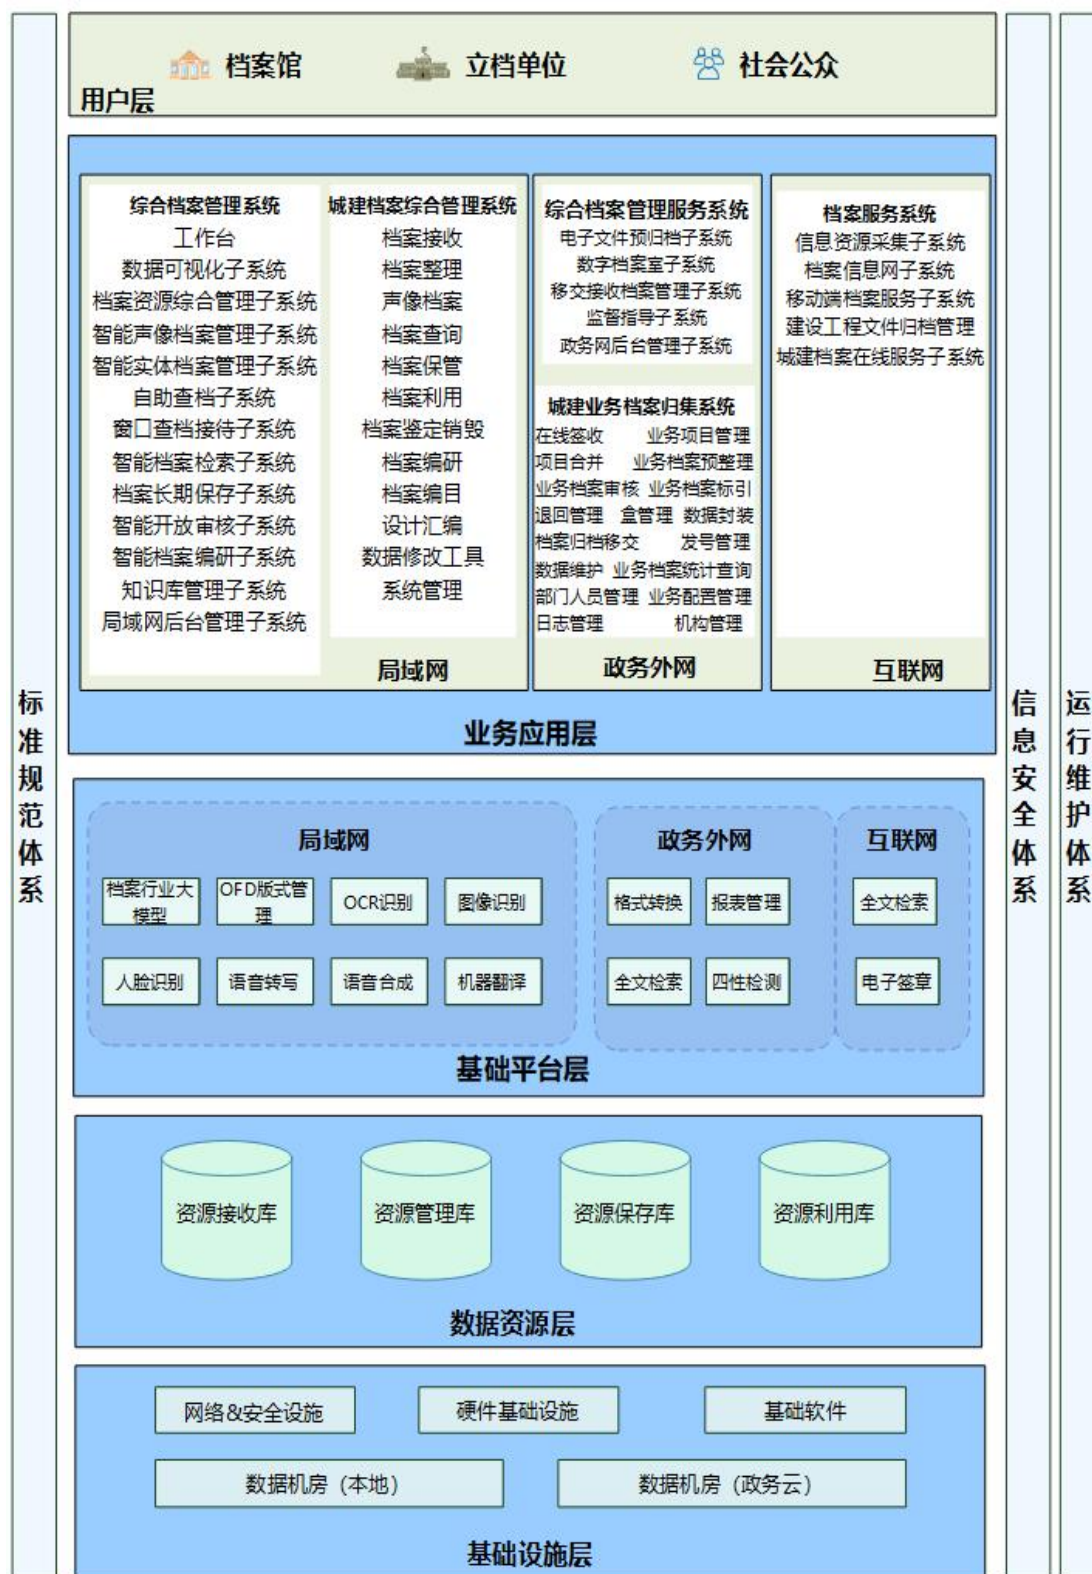 档案馆
立档单位
社会公众
用户层
综合档案管理系统
工作台
数据可视化子系统
档案资源综合管理子系统
智能声像档案管理子系统
智能实体档案管理子系统
自助查档子系统
窗口查档接待子系统
智能档案检索子系统
档案长期保存子系统
智能开放审核子系统
智能档案编研子系统
知识库管理子系统
局域网后台管理子系统
城建档案综合管理系统
档案接收
档案整理
声像档案
档案查询
档案保管
档案利用
档案鉴定销毁
档案编研
档案编目
设计汇编
数据修改工具
系统管理
局域网
综合档案管理服务系统
电子文件预归档子系统
数字档案室子系统
移交接收档案管理子系统
监督指导子系统
政务网后台管理子系统
城建业务档案归集系统
在线签收 业务项目管理
项目合并 业务档案预整理
业务档案审核 业务档案标引
退回管理 盒管理 数据封装
档案归档移交 发号管理
数据维护 业务档案统计查询
部门人员管理 业务配置管理
日志管理 机构管理
政务外网
档案服务系统
信息资源采集子系统
档案信息网子系统
移动端档案服务子系统
建设工程文件归档管理
城建档案在线服务子系统
互联网
业务应用层
局域网
档案行业大
模型
OFD版式管
理
OCR识别
图像识别
人脸识别
语音转写
语音合成
机器翻译
政务外网
格式转换
报表管理
全文检索
四性检测
互联网
全文检索
电子签章
基础平台层
资源接收库
资源管理库
资源保存库
资源利用库
数据资源层
网络&安全设施
硬件基础设施
基础软件
数据机房（本地）
数据机房（政务云）
基础设施层
标准规范体系
信息安全体系
运行维护体系